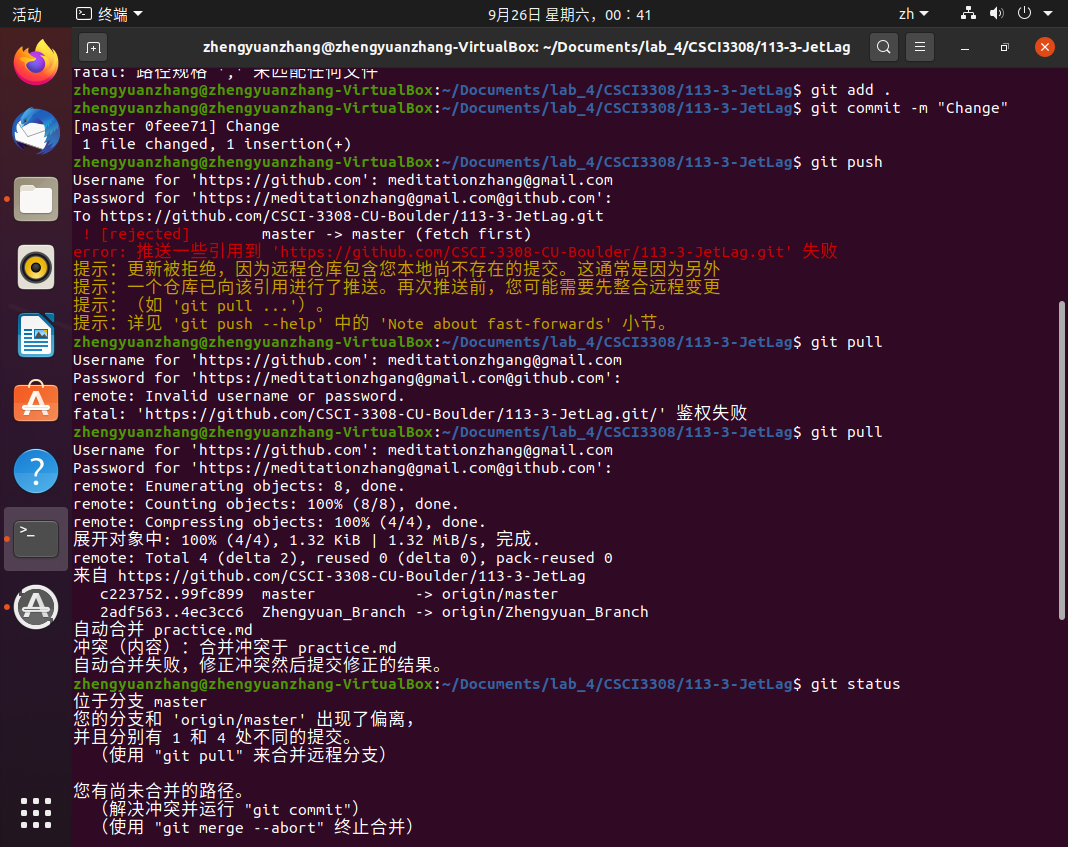 活动
终端
9月26日 星期六，00：41
zh
zhengyuanzhang@zhengyuanzhang-VirtualBox: ~/Documents/lab_4/CSCI3308/113-3-JetLag
fatal: 路径规格 ',' 未匹配任何文件
zhengyuanzhang@zhengyuanzhang-VirtualBox:~/Documents/lab_4/CSCI3308/113-3-JetLag$ git add .
zhengyuanzhang@zhengyuanzhang-VirtualBox:~/Documents/lab_4/CSCI3308/113-3-JetLag$ git commit -m "Change"
[master 0feee71] Change
 1 file changed, 1 insertion(+)
zhengyuanzhang@zhengyuanzhang-VirtualBox:~/Documents/lab_4/CSCI3308/113-3-JetLag$ git push
Username for 'https://github.com': meditationzhang@gmail.com
Password for 'https://meditationzhang@gmail.com@github.com':
To https://github.com/CSCI-3308-CU-Boulder/113-3-JetLag.git
 ! [rejected]        master -> master (fetch first)
error: 推送一些引用到 'https://github.com/CSCI-3308-CU-Boulder/113-3-JetLag.git' 失败
提示：更新被拒绝，因为远程仓库包含您本地尚不存在的提交。这通常是因为另外
提示：一个仓库已向该引用进行了推送。再次推送前，您可能需要先整合远程变更
提示：（如 'git pull ...'）。
提示：详见 'git push --help' 中的 'Note about fast-forwards' 小节。
zhengyuanzhang@zhengyuanzhang-VirtualBox:~/Documents/lab_4/CSCI3308/113-3-JetLag$ git pull
Username for 'https://github.com': meditationzhgang@gmail.com
Password for 'https://meditationzhgang@gmail.com@github.com':
remote: Invalid username or password.
fatal: 'https://github.com/CSCI-3308-CU-Boulder/113-3-JetLag.git/' 鉴权失败
zhengyuanzhang@zhengyuanzhang-VirtualBox:~/Documents/lab_4/CSCI3308/113-3-JetLag$ git pull
Username for 'https://github.com': meditationzhang@gmail.com
Password for 'https://meditationzhang@gmail.com@github.com':
remote: Enumerating objects: 8, done.
remote: Counting objects: 100% (8/8), done.
remote: Compressing objects: 100% (4/4), done.
展开对象中: 100% (4/4), 1.32 KiB | 1.32 MiB/s, 完成.
remote: Total 4 (delta 2), reused 0 (delta 0), pack-reused 0
来自 https://github.com/CSCI-3308-CU-Boulder/113-3-JetLag
   c223752..99fc899  master           -> origin/master
   2adf563..4ec3cc6  Zhengyuan_Branch -> origin/Zhengyuan_Branch
自动合并 practice.md
冲突（内容）：合并冲突于 practice.md
自动合并失败，修正冲突然后提交修正的结果。
zhengyuanzhang@zhengyuanzhang-VirtualBox:~/Documents/lab_4/CSCI3308/113-3-JetLag$ git status
位于分支 master
您的分支和 'origin/master' 出现了偏离，
并且分别有 1 和 4 处不同的提交。
  （使用 "git pull" 来合并远程分支）
您有尚未合并的路径。
  （解决冲突并运行 "git commit"）
  （使用 "git merge --abort" 终止合并）